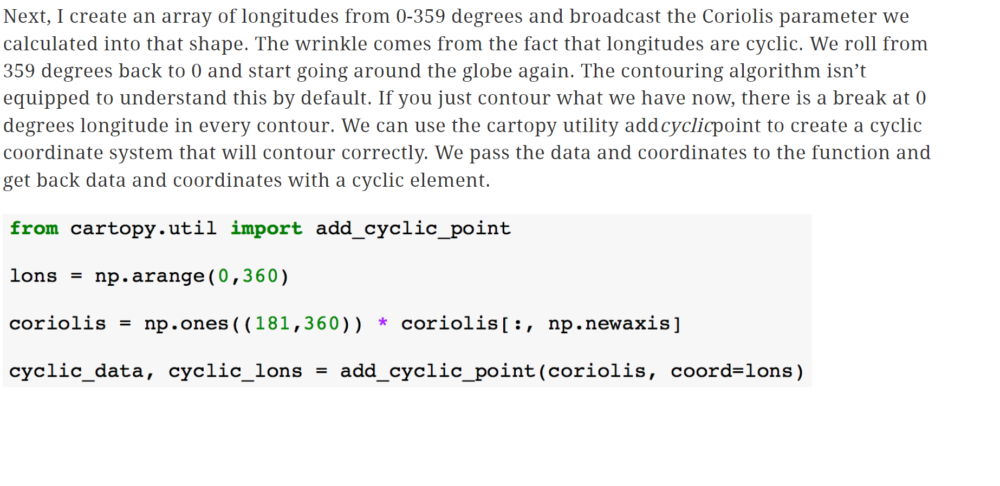 Next, I create an array of longitudes from 0-359 degrees and broadcast the Coriolis parameter we
calculated into that shape. The wrinkle comes from the fact that longitudes are cyclic. We roll from
359 degrees back to 0 and start going around the globe again. The contouring algorithm isn’t
equipped to understand this by default. If you just contour what we have now, there is a break at 0
degrees longitude in every contour. We can use the cartopy utility addcyclicpoint to create a cyclic
coordinate system that will contour correctly. We pass the data and coordinates to the function and
get back data and coordinates with a cyclic element.
from cartopy.util import add_cyclic_point
lons = np.arange(0,360)
coriolis = np.ones((181,360)) * coriolis[:, np.newaxis]
cyclic_data, cyclic_lons = add_cyclic_point(coriolis, coord=lons)